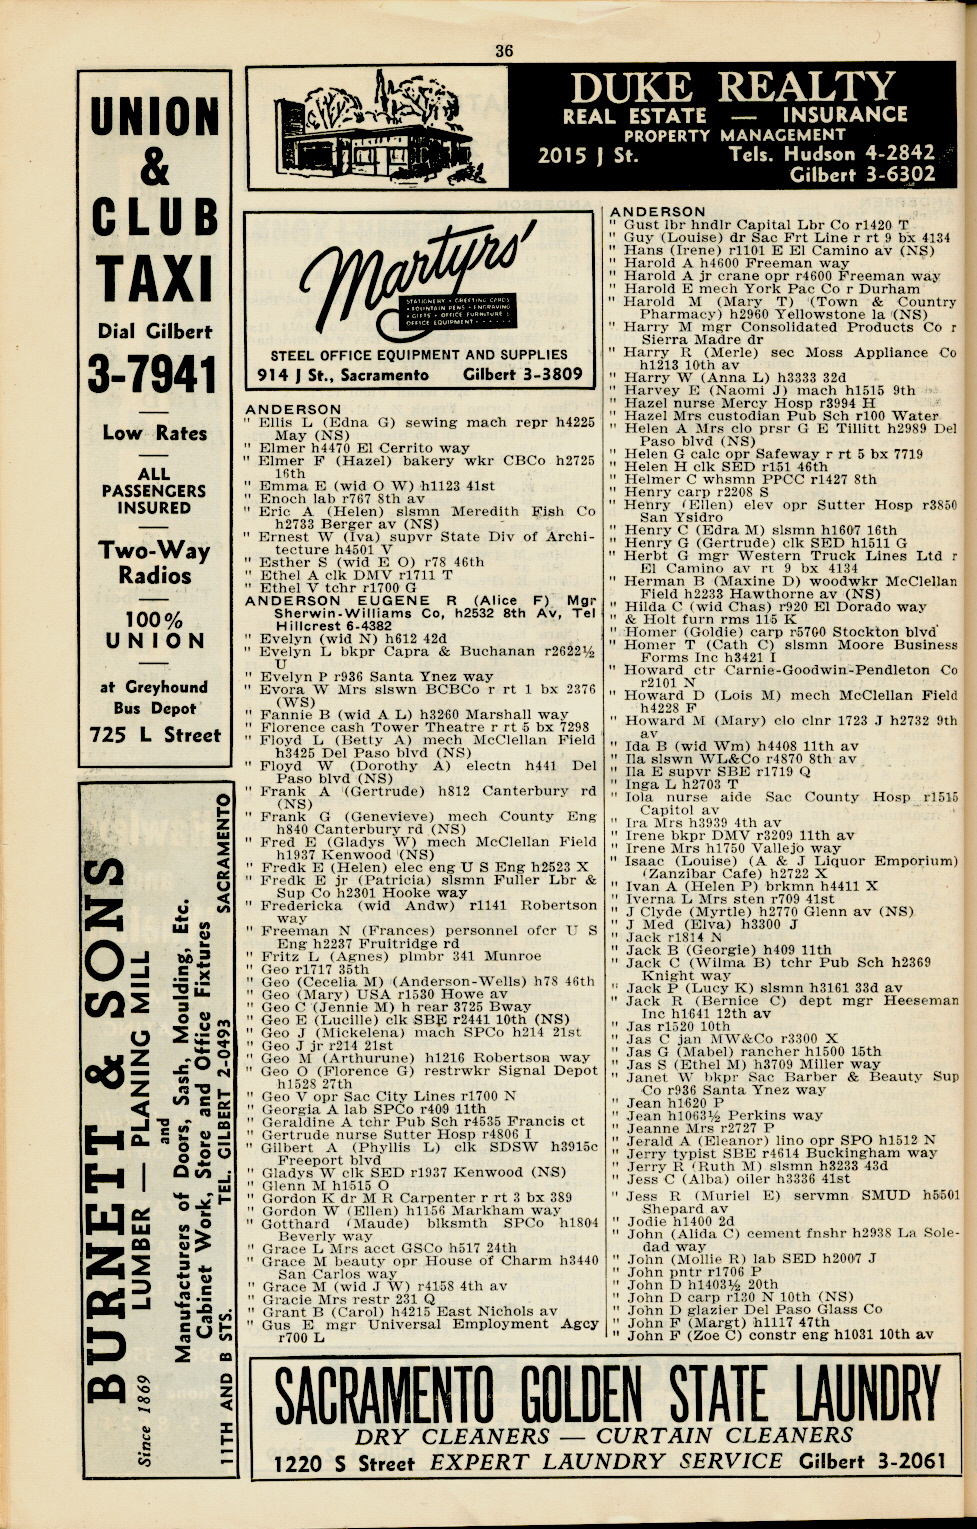 36
UNION
&
CLUB
TAXI
Dial Gilbert
3-7941
Low Rates
ALL
PASSENGERS
INSURED
Two-Way
Radios
100%
UNION
at Greyhound
Bus Depot
725 L Street
BURNETT & SONS
Since 1869 LUMBER — PLANING MILL
and
Manufacturers of Doors, Sash, Moulding, Etc.
Cabinet Work, Store and Office Fixtures
11TH AND B STS. TEL. GILBERT 2-0493 SACRAMENTO
DUKE REALTY
REAL ESTATE — INSURANCE
PROPERTY MANAGEMENT
2015 J St. Tels. Hudson 4-2842
Gilbert 3-6302
Martyrs'
STATIONERY • GREETING CARDS
• FOUNTAIN PENS • ENGRAVING
• GIFTS • OFFICE FURNITURE &
OFFICE EQUIPMENT
STEEL OFFICE EQUIPMENT AND SUPPLIES
914 J St., Sacramento Gilbert 3-3809
ANDERSON
" Ellis L (Edna G) sewing mach repr h4225
May (NS)
" Elmer h4470 El Cerrito way
" Elmer F (Hazel) bakery wkr CBCo h2725
16th
" Emma E (wid O W) h1123 41st
" Enoch lab r767 8th av
" Eric A (Helen) slsmn Meredith Fish Co
h2733 Berger av (NS)
" Ernest W (Iva) supvr State Div of Archi-
tecture h4501 V
" Esther S (wid E O) r78 46th
" Ethel A clk DMV r1711 T
" Ethel V tchr r1700 G
ANDERSON EUGENE R (Alice F) Mgr
Sherwin-Williams Co, h2532 8th Av, Tel
Hillcrest 6-4382
" Evelyn (wid N) h612 42d
" Evelyn L bkpr Capra & Buchanan r2622½
U
" Evelyn P r936 Santa Ynez way
" Evora W Mrs slswn BCBCo r rt 1 bx 2376
(WS)
" Fannie B (wid A L) h3260 Marshall way
" Florence cash Tower Theatre r rt 5 bx 7298
" Floyd L (Betty A) mech McClellan Field
h3425 Del Paso blvd (NS)
" Floyd W (Dorothy A) electn h441 Del
Paso blvd (NS)
" Frank A (Gertrude) h812 Canterbury rd
(NS)
" Frank G (Genevieve) mech County Eng
h840 Canterbury rd (NS)
" Fred E (Gladys W) mech McClellan Field
h1937 Kenwood (NS)
" Fredk E (Helen) elec eng U S Eng h2523 X
" Fredk E jr (Patricia) slsmn Fuller Lbr &
Sup Co h2301 Hooke way
" Fredericka (wid Andw) r1141 Robertson
way
" Freeman N (Frances) personnel ofcr U S
Eng h2237 Fruitridge rd
" Fritz L (Agnes) plmbr 341 Munroe
" Geo r1717 35th
" Geo (Cecelia M) (Anderson-Wells) h78 46th
" Geo (Mary) USA r1530 Howe av
" Geo C (Jennie M) h rear 3725 Bway
" Geo E (Lucille) clk SBE r2441 10th (NS)
" Geo J (Mickelena) mach SPCo h214 21st
" Geo J jr r214 21st
" Geo M (Arthurune) h1216 Robertson way
" Geo O (Florence G) restrwkr Signal Depot
h1528 27th
" Geo V opr Sac City Lines r1700 N
" Georgia A lab SPCo r409 11th
" Geraldine A tchr Pub Sch r4535 Francis ct
" Gertrude nurse Sutter Hosp r4806 I
" Gilbert A (Phyllis L) clk SDSW h3915c
Freeport blvd
" Gladys W clk SED r1937 Kenwood (NS)
" Glenn M h1515 O
" Gordon K dr M R Carpenter r rt 3 bx 389
" Gordon W (Ellen) h1156 Markham way
" Gotthard (Maude) blksmth SPCo h1804
Beverly way
" Grace L Mrs acct GSCo h517 24th
" Grace M beauty opr House of Charm h3440
San Carlos way
" Grace M (wid J W) r4158 4th av
" Gracie Mrs restr 231 Q
" Grant B (Carol) h4215 East Nichols av
" Gus E mgr Universal Employment Agcy
r700 L
ANDERSON
" Gust lbr hndlr Capital Lbr Co r1420 T
" Guy (Louise) dr Sac Frt Line r rt 9 bx 4134
" Hans (Irene) r1101 E El Camino av (NS)
" Harold A h4600 Freeman way
" Harold A jr crane opr r4600 Freeman way
" Harold E mech York Pac Co r Durham
" Harold M (Mary T) (Town & Country
Pharmacy) h2960 Yellowstone la (NS)
" Harry M mgr Consolidated Products Co r
Sierra Madre dr
" Harry R (Merle) sec Moss Appliance Co
h1213 10th av
" Harry W (Anna L) h3333 32d
" Harvey E (Naomi J) mach h1515 9th
" Hazel nurse Mercy Hosp r3994 H
" Hazel Mrs custodian Pub Sch r100 Water
" Helen A Mrs clo prsr G E Tillitt h2989 Del
Paso blvd (NS)
" Helen G calc opr Safeway r rt 5 bx 7719
" Helen H clk SED r151 46th
" Helmer C whsmn PPCC r1427 8th
" Henry carp r2208 S
" Henry (Ellen) elev opr Sutter Hosp r3850
San Ysidro
" Henry C (Edra M) slsmn h1607 16th
" Henry G (Gertrude) clk SED h1511 G
" Herbt G mgr Western Truck Lines Ltd r
El Camino av rt 9 bx 4134
" Herman B (Maxine D) woodwkr McClellan
Field h2233 Hawthorne av (NS)
" Hilda C (wid Chas) r920 El Dorado way
" & Holt furn rms 115 K
" Homer (Goldie) carp r5700 Stockton blvd
" Homer T (Cath C) slsmn Moore Business
Forms Inc h3421 I
" Howard ctr Carnie-Goodwin-Pendleton Co
r2101 N
" Howard D (Lois M) mech McClellan Field
h4228 F
" Howard M (Mary) clo clnr 1723 J h2732 9th
av
" Ida B (wid Wm) h4408 11th av
" Ila slswn WL&Co r4870 8th av
" Ila E supvr SBE r1719 Q
" Inga L h2703 T
" Iola nurse aide Sac County Hosp r1515
Capitol av
" Ira Mrs h3939 4th av
" Irene bkpr DMV r3209 11th av
" Irene Mrs h1750 Vallejo way
" Isaac (Louise) (A & J Liquor Emporium)
(Zanzibar Cafe) h2722 X
" Ivan A (Helen P) brkmn h4411 X
" Iverna L Mrs sten r709 41st
" J Clyde (Myrtle) h2770 Glenn av (NS)
" J Med (Elva) h3300 J
" Jack r1814 N
" Jack B (Georgie) h409 11th
" Jack C (Wilma B) tchr Pub Sch h2369
Knight way
" Jack P (Lucy K) slsmn h3161 33d av
" Jack R (Bernice C) dept mgr Heeseman
Inc h1641 12th av
" Jas r1520 10th
" Jas C jan MW&Co r3300 X
" Jas G (Mabel) rancher h1500 15th
" Jas S (Ethel M) h3709 Miller way
" Janet W bkpr Sac Barber & Beauty Sup
Co r936 Santa Ynez way
" Jean h1620 P
" Jean h1063½ Perkins way
" Jeanne Mrs r2727 P
" Jerald A (Eleanor) lino opr SPO h1512 N
" Jerry typist SBE r4614 Buckingham way
" Jerry R (Ruth M) slsmn h3233 43d
" Jess C (Alba) oiler h3336 41st
" Jess R (Muriel E) servmn SMUD h5501
Shepard av
" Jodie h1400 2d
" John (Alida C) cement fnshr h2938 La Sole-
dad way
" John (Mollie R) lab SED h2007 J
" John pntr r1706 P
" John D h1403½ 20th
" John D carp r130 N 10th (NS)
" John D glazier Del Paso Glass Co
" John F (Margt) h1117 47th
" John F (Zoe C) constr eng h1031 10th av
SACRAMENTO GOLDEN STATE LAUNDRY
DRY CLEANERS — CURTAIN CLEANERS
1220 S Street EXPERT LAUNDRY SERVICE Gilbert 3-2061